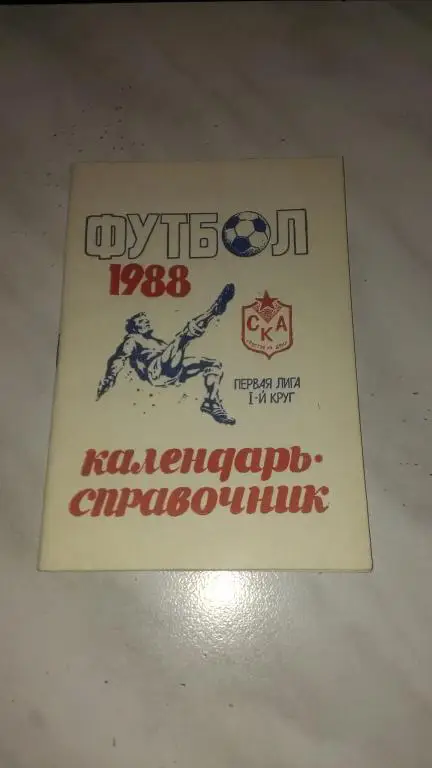 ФУТБОЛ
1988
СКА
ПЕРВАЯ ЛИГА
I-Й КРУГ
календарь-
справочник